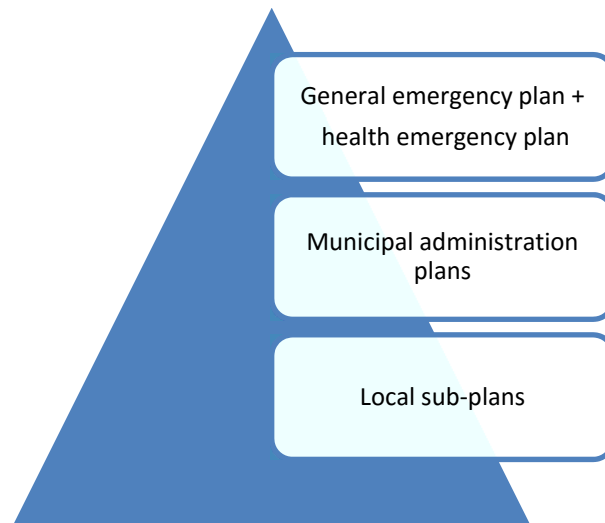 General emergency plan +
health emergency plan
Municipal administration
plans
Local sub-plans